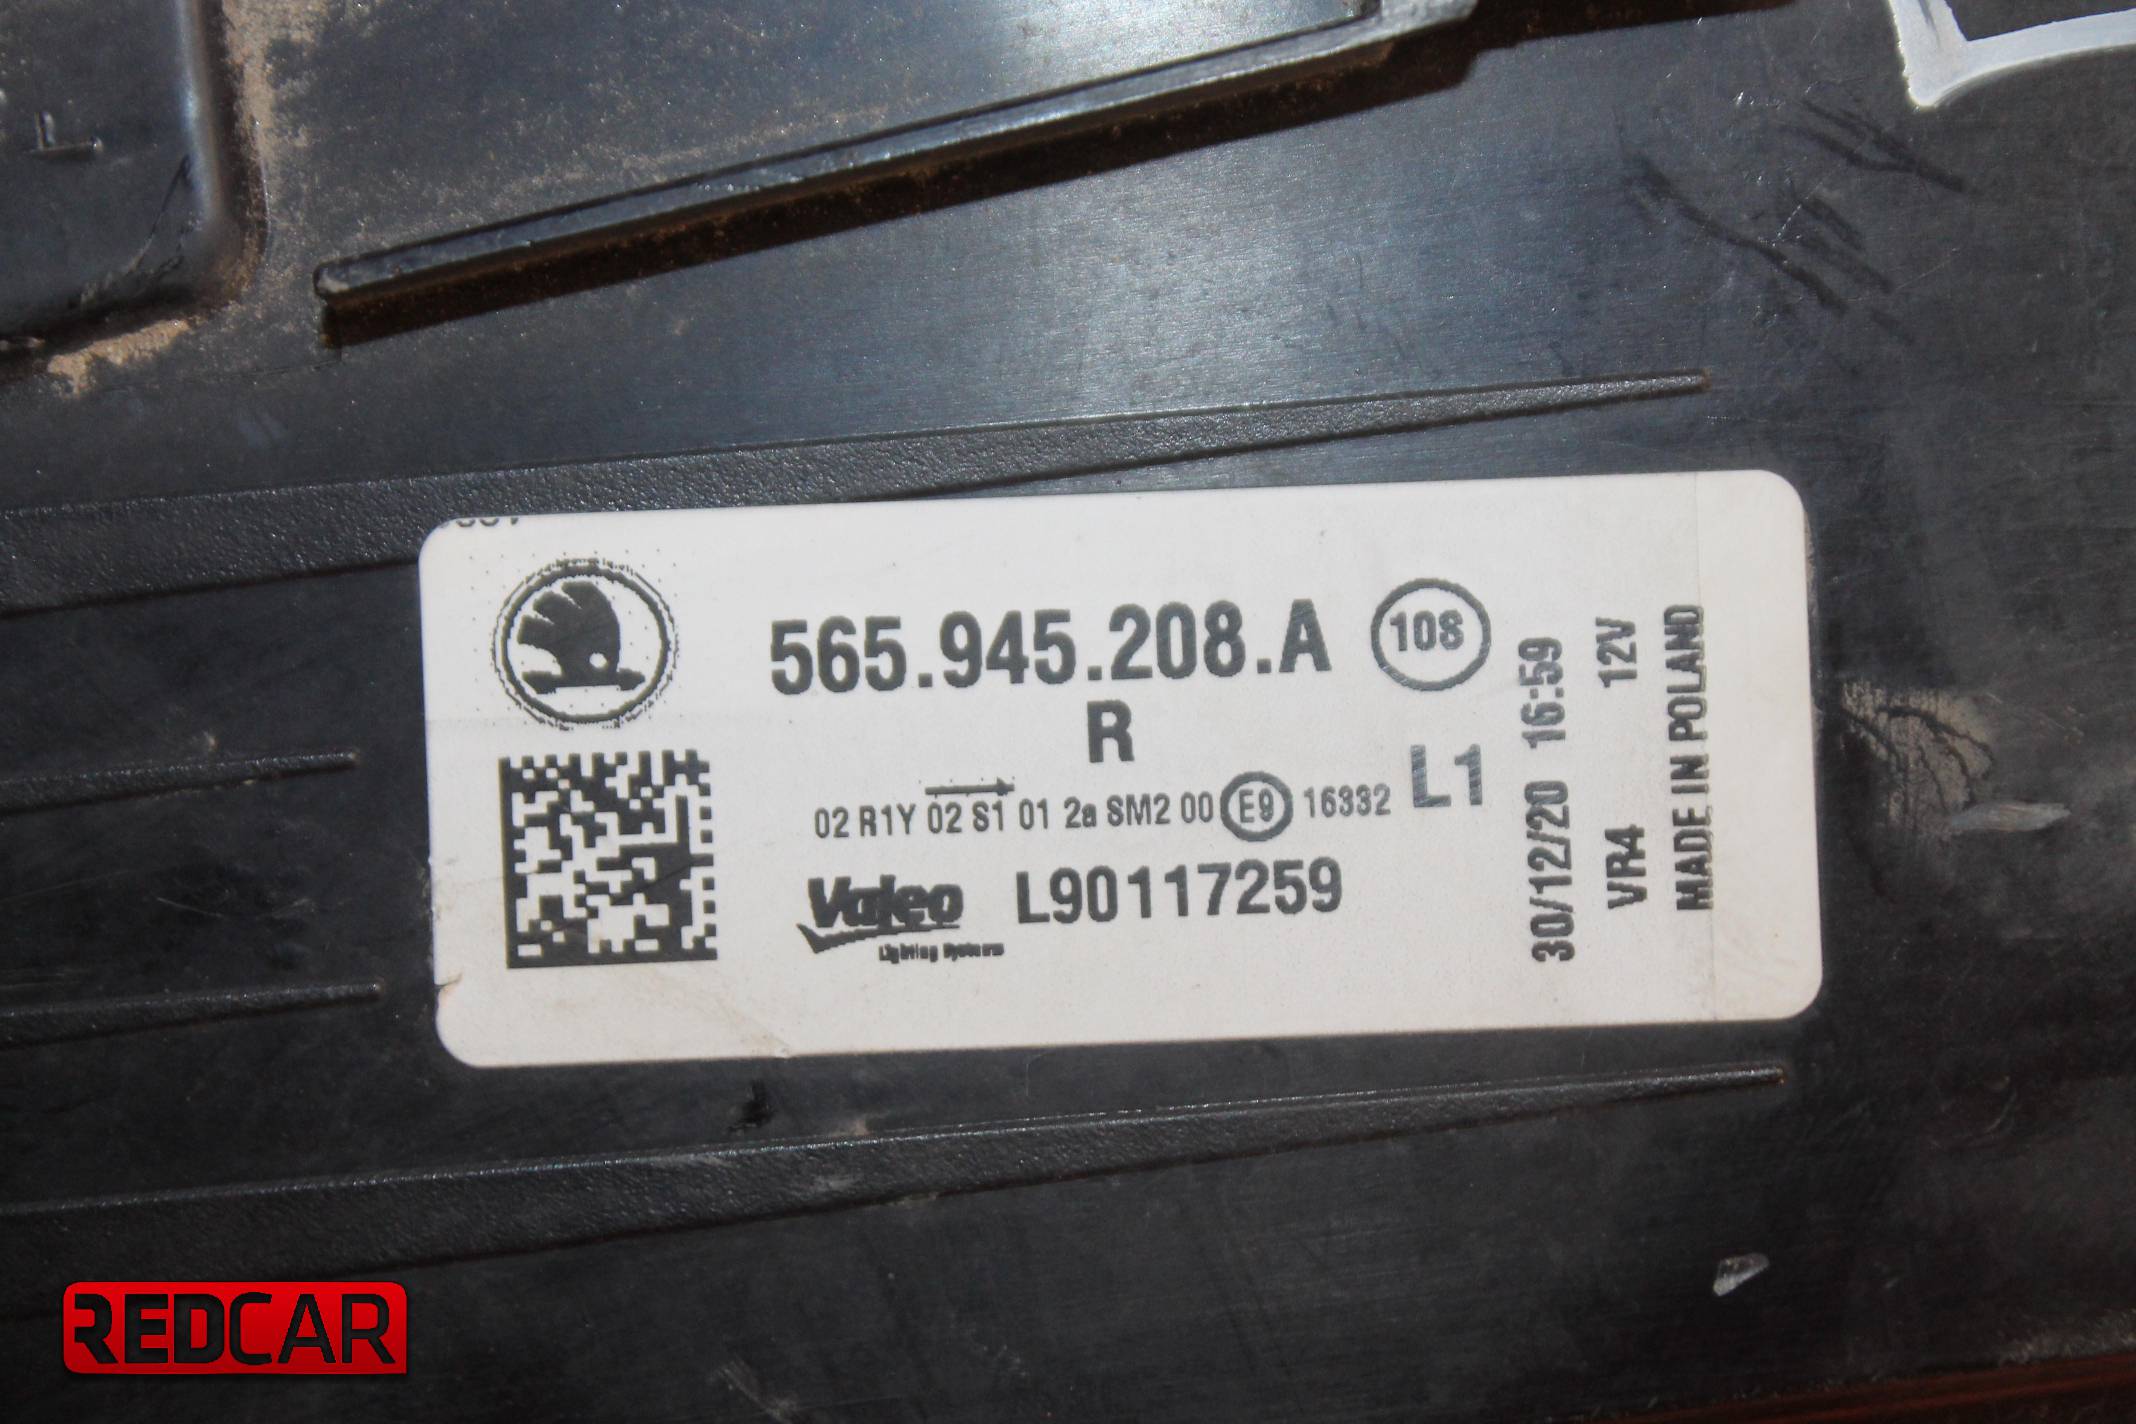 L
565.945.208.A 108
R
02 R1Y 02 S1 01 2a SM2 00 E9 16332 L1
Valeo L90117259
Lighting Systems
30/12/20 16:59
VR4 12V
MADE IN POLAND
REDCAR